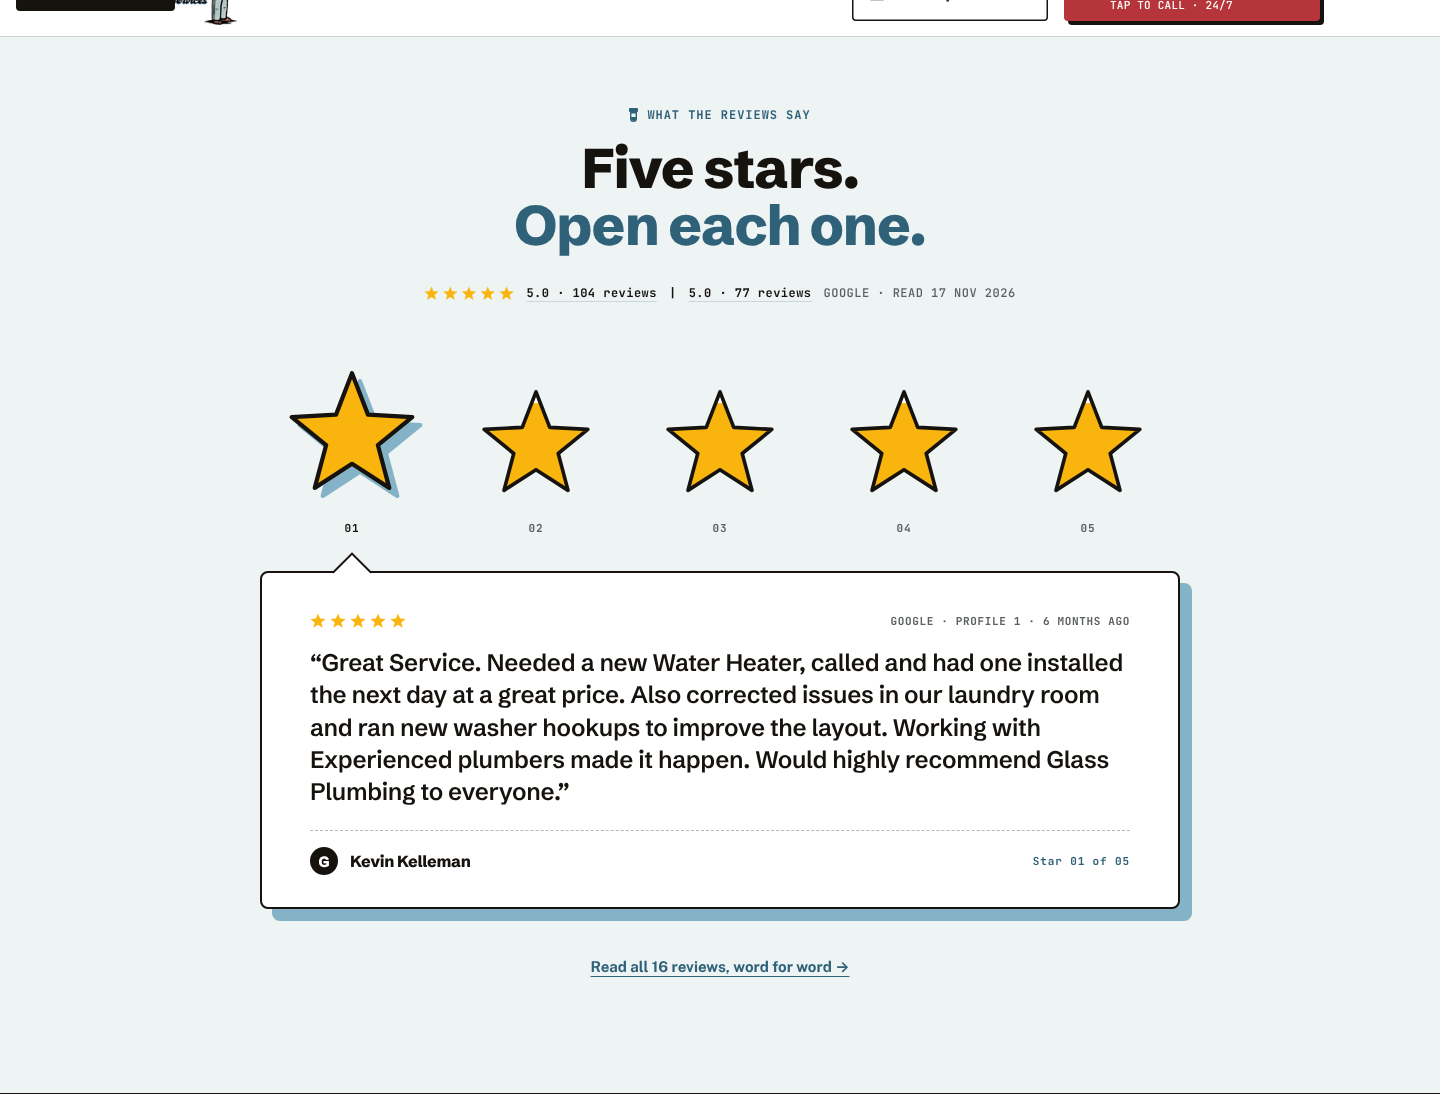 ervices
TAP TO CALL · 24/7
WHAT THE REVIEWS SAY
Five stars.
Open each one.
5.0 · 104 reviews | 5.0 · 77 reviews GOOGLE · READ 17 NOV 2026
01 02 03 04 05
GOOGLE · PROFILE 1 · 6 MONTHS AGO
“Great Service. Needed a new Water Heater, called and had one installed
the next day at a great price. Also corrected issues in our laundry room
and ran new washer hookups to improve the layout. Working with
Experienced plumbers made it happen. Would highly recommend Glass
Plumbing to everyone.”
G Kevin Kelleman Star 01 of 05
Read all 16 reviews, word for word →